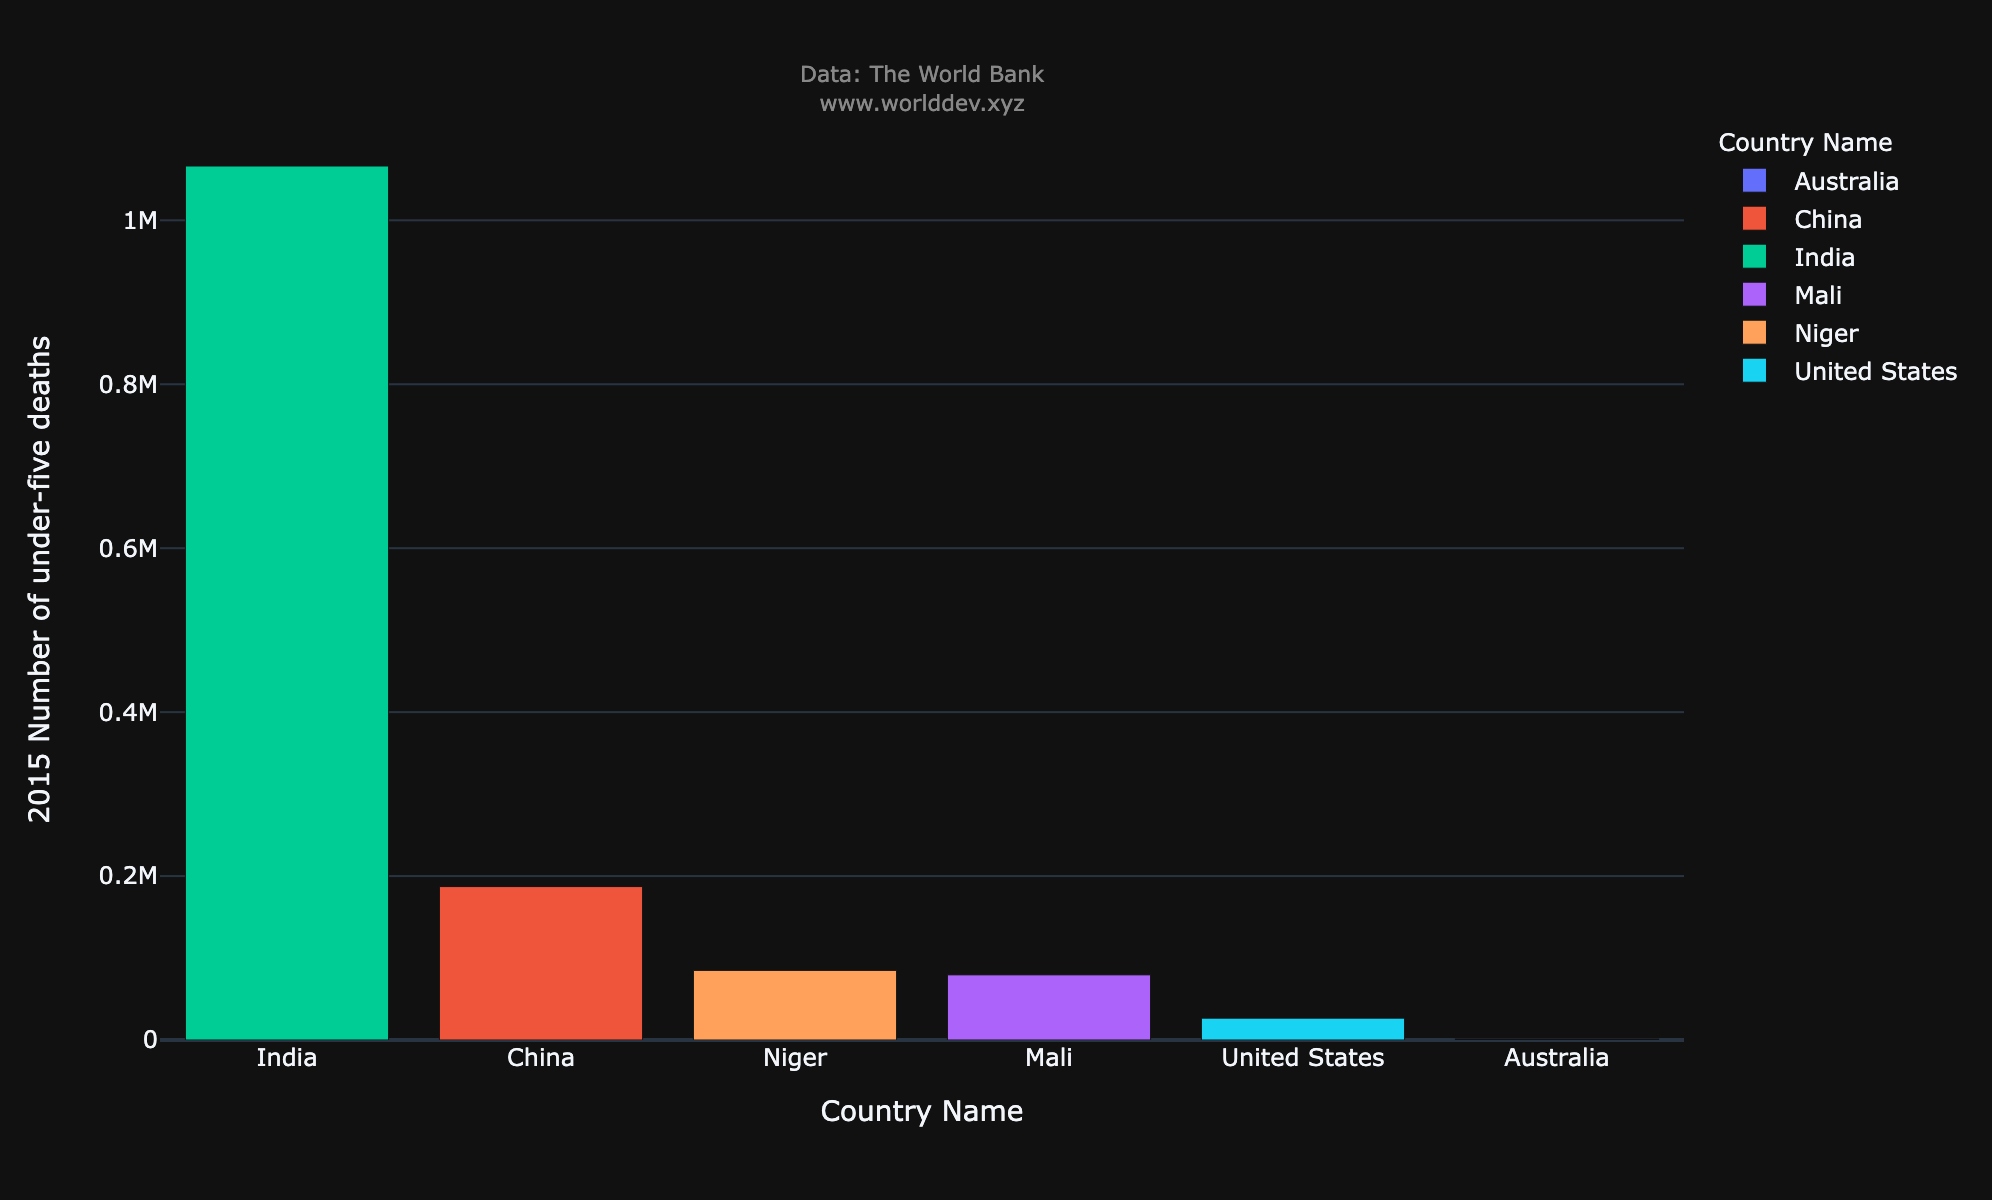 Data: The World Bank
www.worlddev.xyz
Country Name
Australia
China
India
Mali
Niger
United States
2015 Number of under-five deaths
1M
0.8M
0.6M
0.4M
0.2M
0
India
China
Niger
Mali
United States
Australia
Country Name